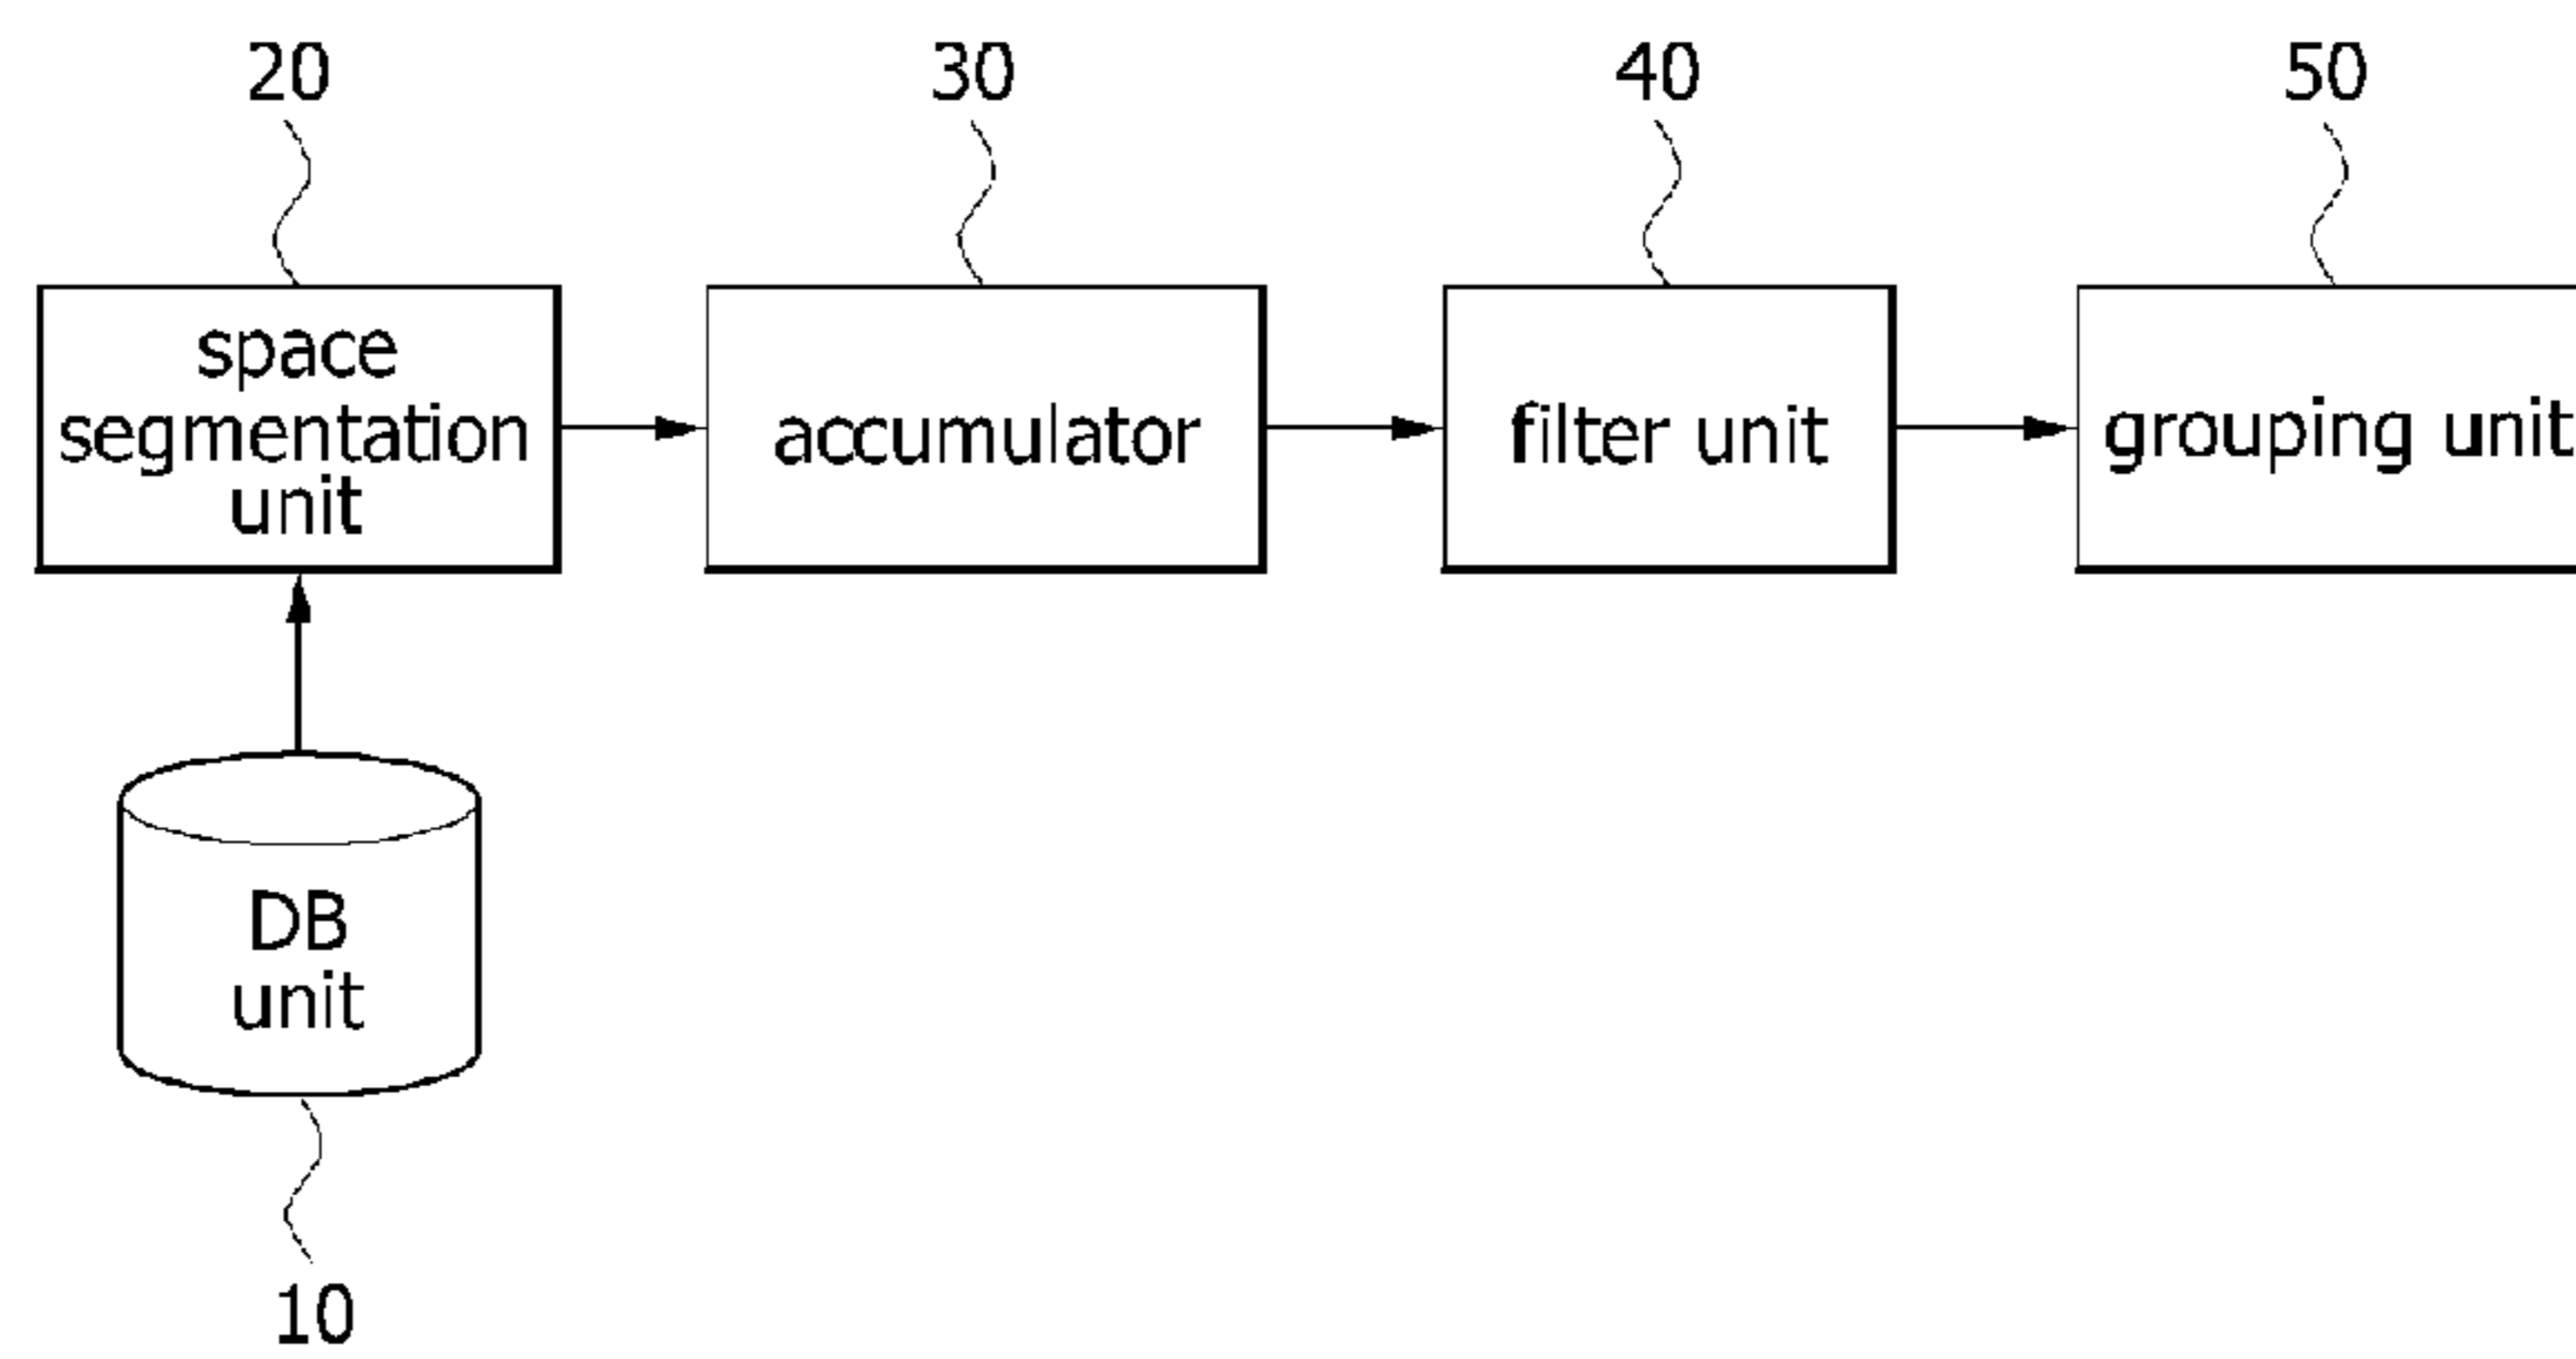 20
30
40
50
space
segmentation
unit
accumulator
filter unit
grouping unit
DB
unit
10